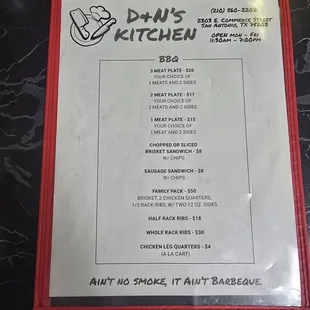 D+N'S
KITCHEN
(210) 560-2202
2303 E. Commerce Street
San Antonio, TX 78203
Open Mon - Fri
11:30am - 7:00pm
BBQ
3 MEAT PLATE - $20
YOUR CHOICE OF
3 MEATS AND 2 SIDES
2 MEAT PLATE - $17
YOUR CHOICE OF
2 MEATS AND 2 SIDES
1 MEAT PLATE - $15
YOUR CHOICE OF
1 MEAT AND 2 SIDES
CHOPPED OR SLICED
BRISKET SANDWICH - $8
W/ CHIPS
SAUSAGE SANDWICH - $8
W/ CHIPS
FAMILY PACK - $50
BRISKET, 2 CHICKEN QUARTERS,
1/2 RACK RIBS, W/ TWO 12 OZ. SIDES
HALF RACK RIBS - $18
WHOLE RACK RIBS - $30
CHICKEN LEG QUARTERS - $4
(A LA CART)
Ain't no smoke, it Ain't Barbeque.